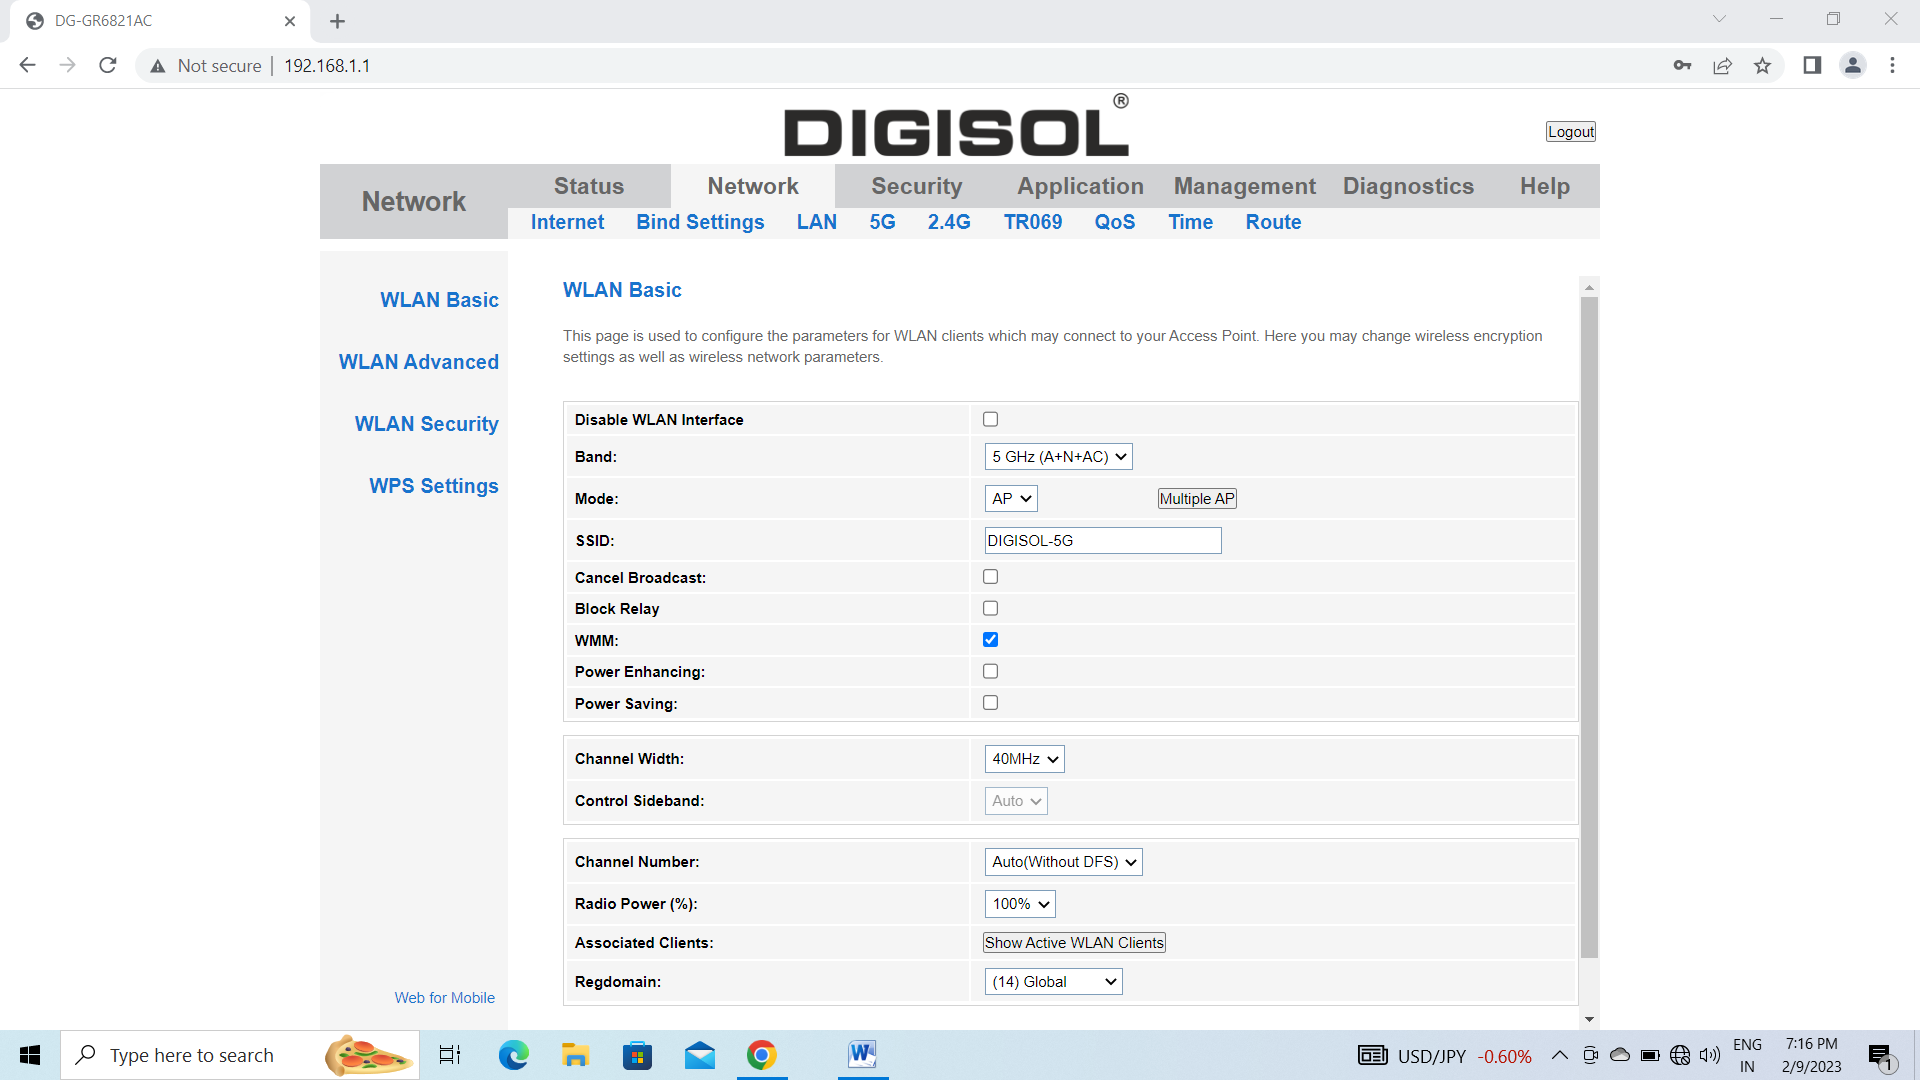 DG-GR6821AC
Not secure
192.168.1.1
DIGISOL®
Logout
Network
Status Network Security Application Management Diagnostics Help
Internet Bind Settings LAN 5G 2.4G TR069 QoS Time Route
WLAN Basic
WLAN Advanced
WLAN Security
WPS Settings
Web for Mobile
WLAN Basic
This page is used to configure the parameters for WLAN clients which may connect to your Access Point. Here you may change wireless encryption
settings as well as wireless network parameters.
Disable WLAN Interface
Band: 5 GHz (A+N+AC)
Mode: AP Multiple AP
SSID: DIGISOL-5G
Cancel Broadcast:
Block Relay
WMM:
Power Enhancing:
Power Saving:
Channel Width: 40MHz
Control Sideband: Auto
Channel Number: Auto(Without DFS)
Radio Power (%): 100%
Associated Clients: Show Active WLAN Clients
Regdomain: (14) Global
Type here to search
W
USD/JPY -0.60%
ENG
IN
7:16 PM
2/9/2023
1